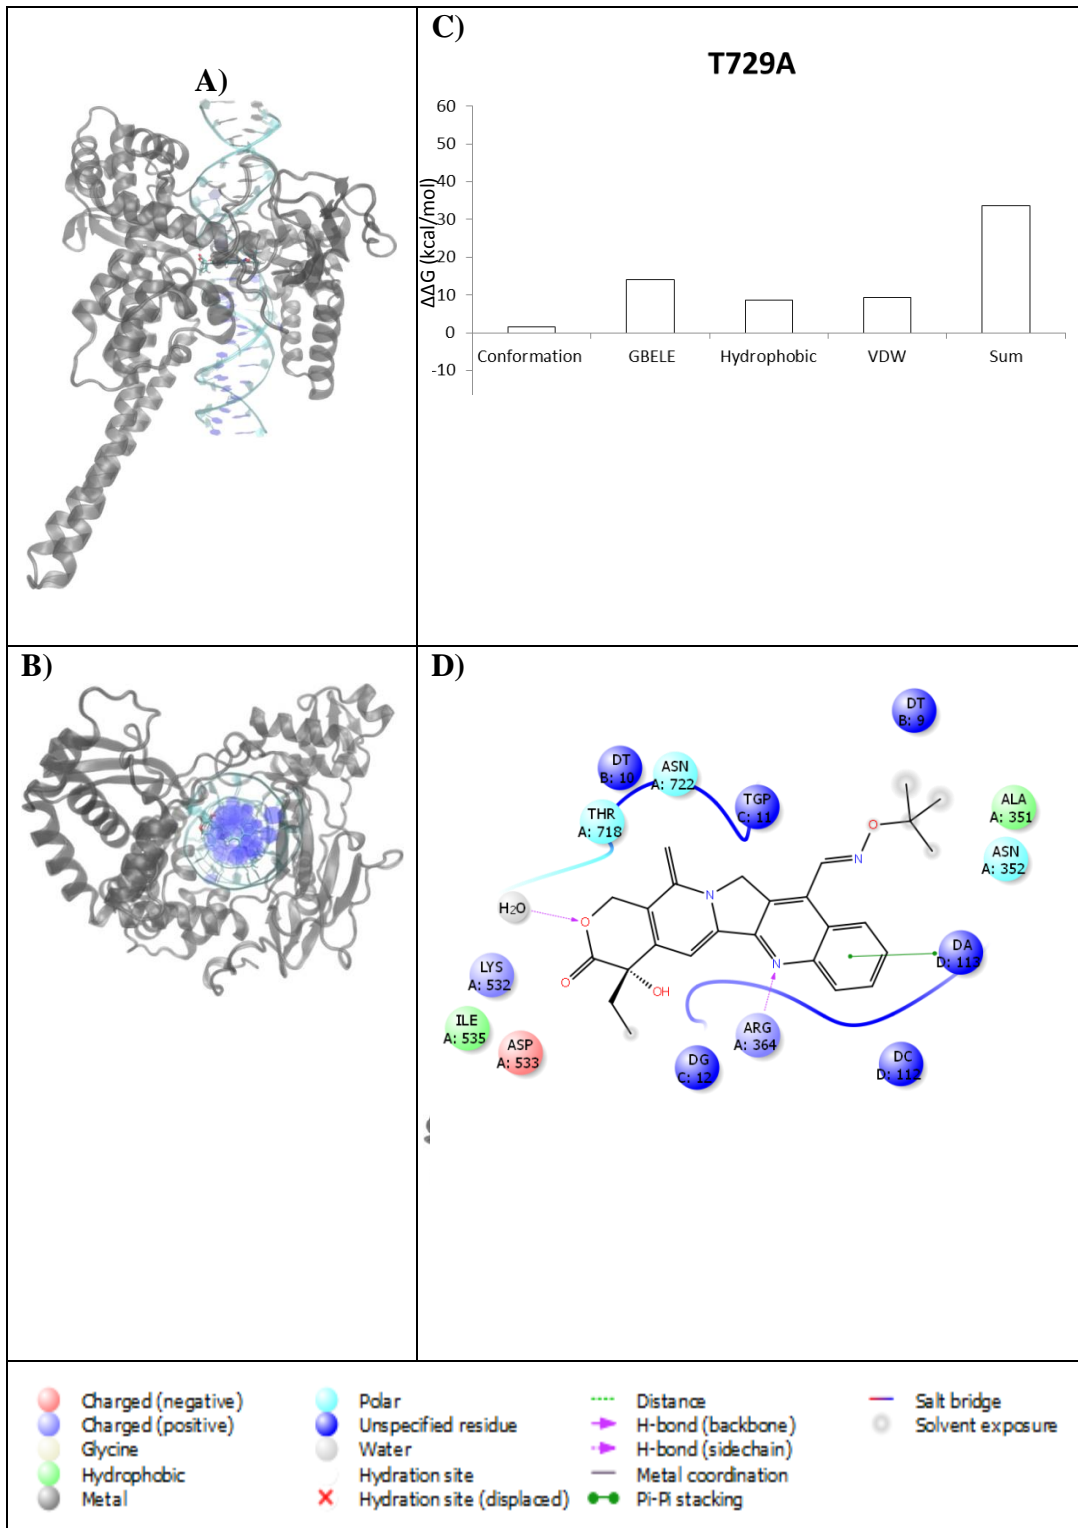 A)
C)
T729A
ΔΔG (kcal/mol)
60
50
40
30
20
10
0
-10
Conformation GBELE Hydrophobic VDW Sum
B)
D)
DT
B: 9
DT
B: 10
ASN
A: 722
TGP
C: 11
THR
A: 718
ALA
A: 351
ASN
A: 352
O
N
N
H2O
O
LYS
A: 532
O
OH
N
DA
D: 113
ILE
A: 535
ASP
A: 533
ARG
A: 364
DG
C: 12
DC
D: 112
Charged (negative)
Charged (positive)
Glycine
Hydrophobic
Metal
Polar
Unspecified residue
Water
Hydration site
Hydration site (displaced)
Distance
H-bond (backbone)
H-bond (sidechain)
Metal coordination
Pi-Pi stacking
Salt bridge
Solvent exposure